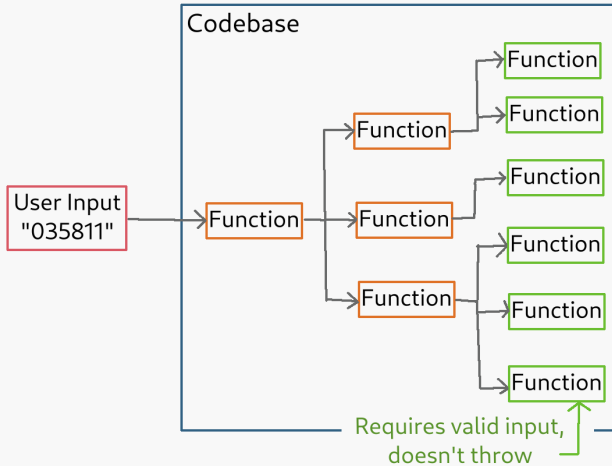 Codebase
Function
Function
Function
Function
User Input
"035811"
Function
Function
Function
Function
Function
Function
Requires valid input,
doesn't throw